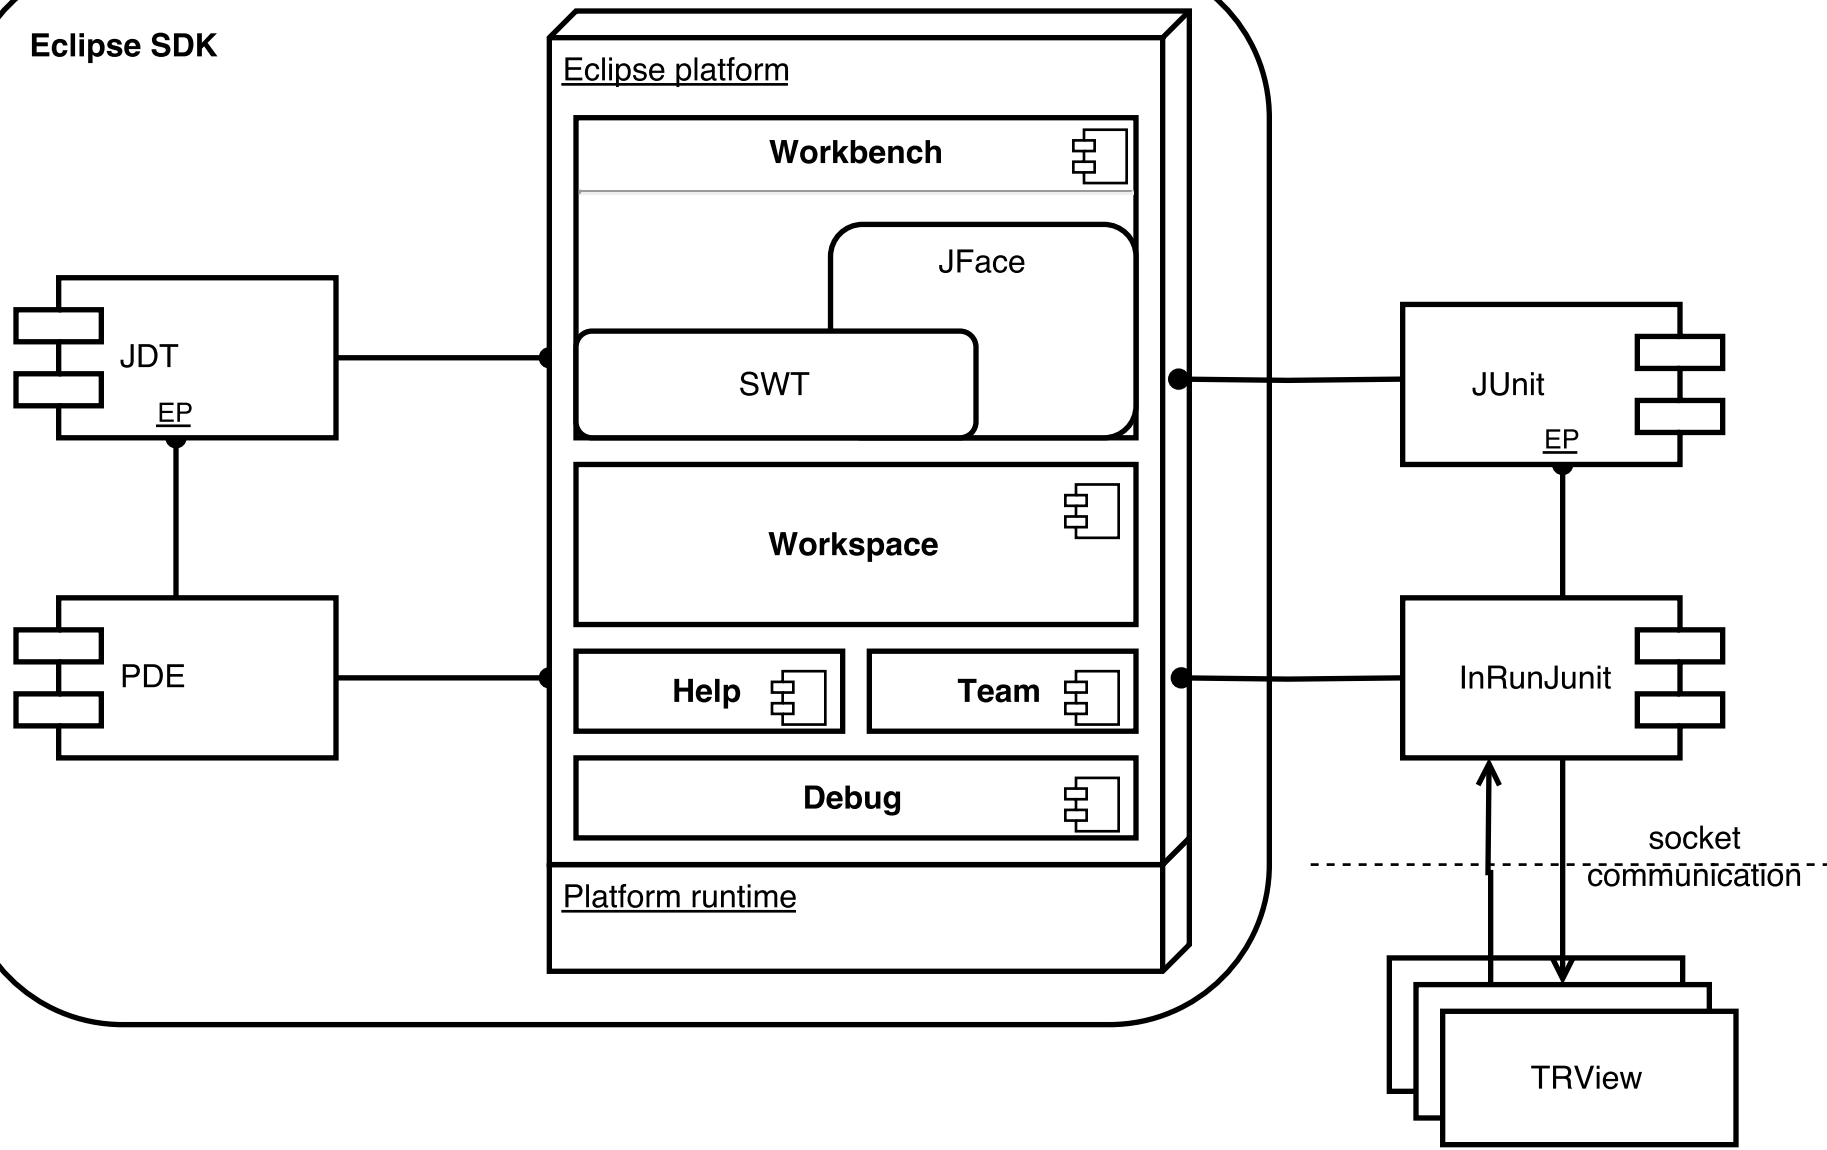 Eclipse SDK
Eclipse platform
Workbench
JFace
JDT
SWT
JUnit
EP
EP
Workspace
PDE
Help
Team
InRunJunit
Debug
socket
communication
Platform runtime
TRView